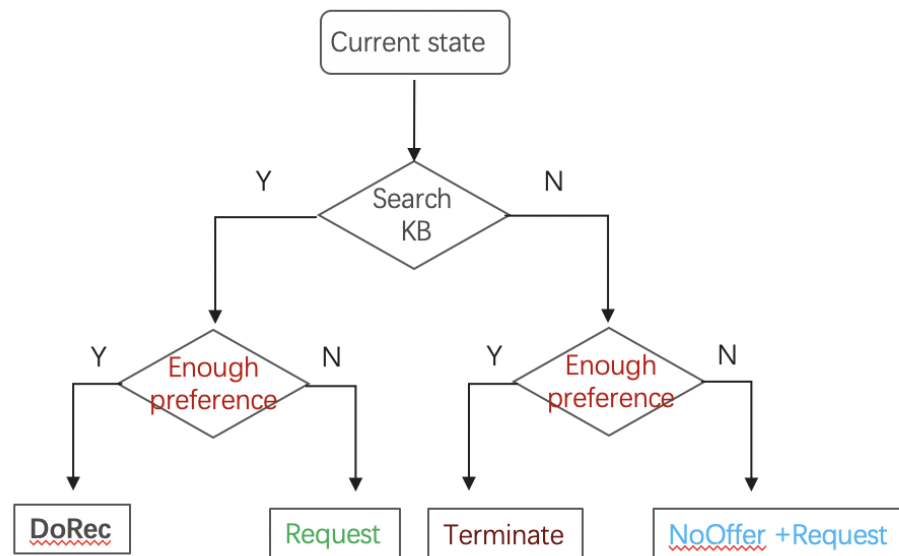 Current state
Y
N
Search
KB
Y
N
Y
N
Enough
preference
Enough
preference
DoRec
Request
Terminate
NoOffer +Request